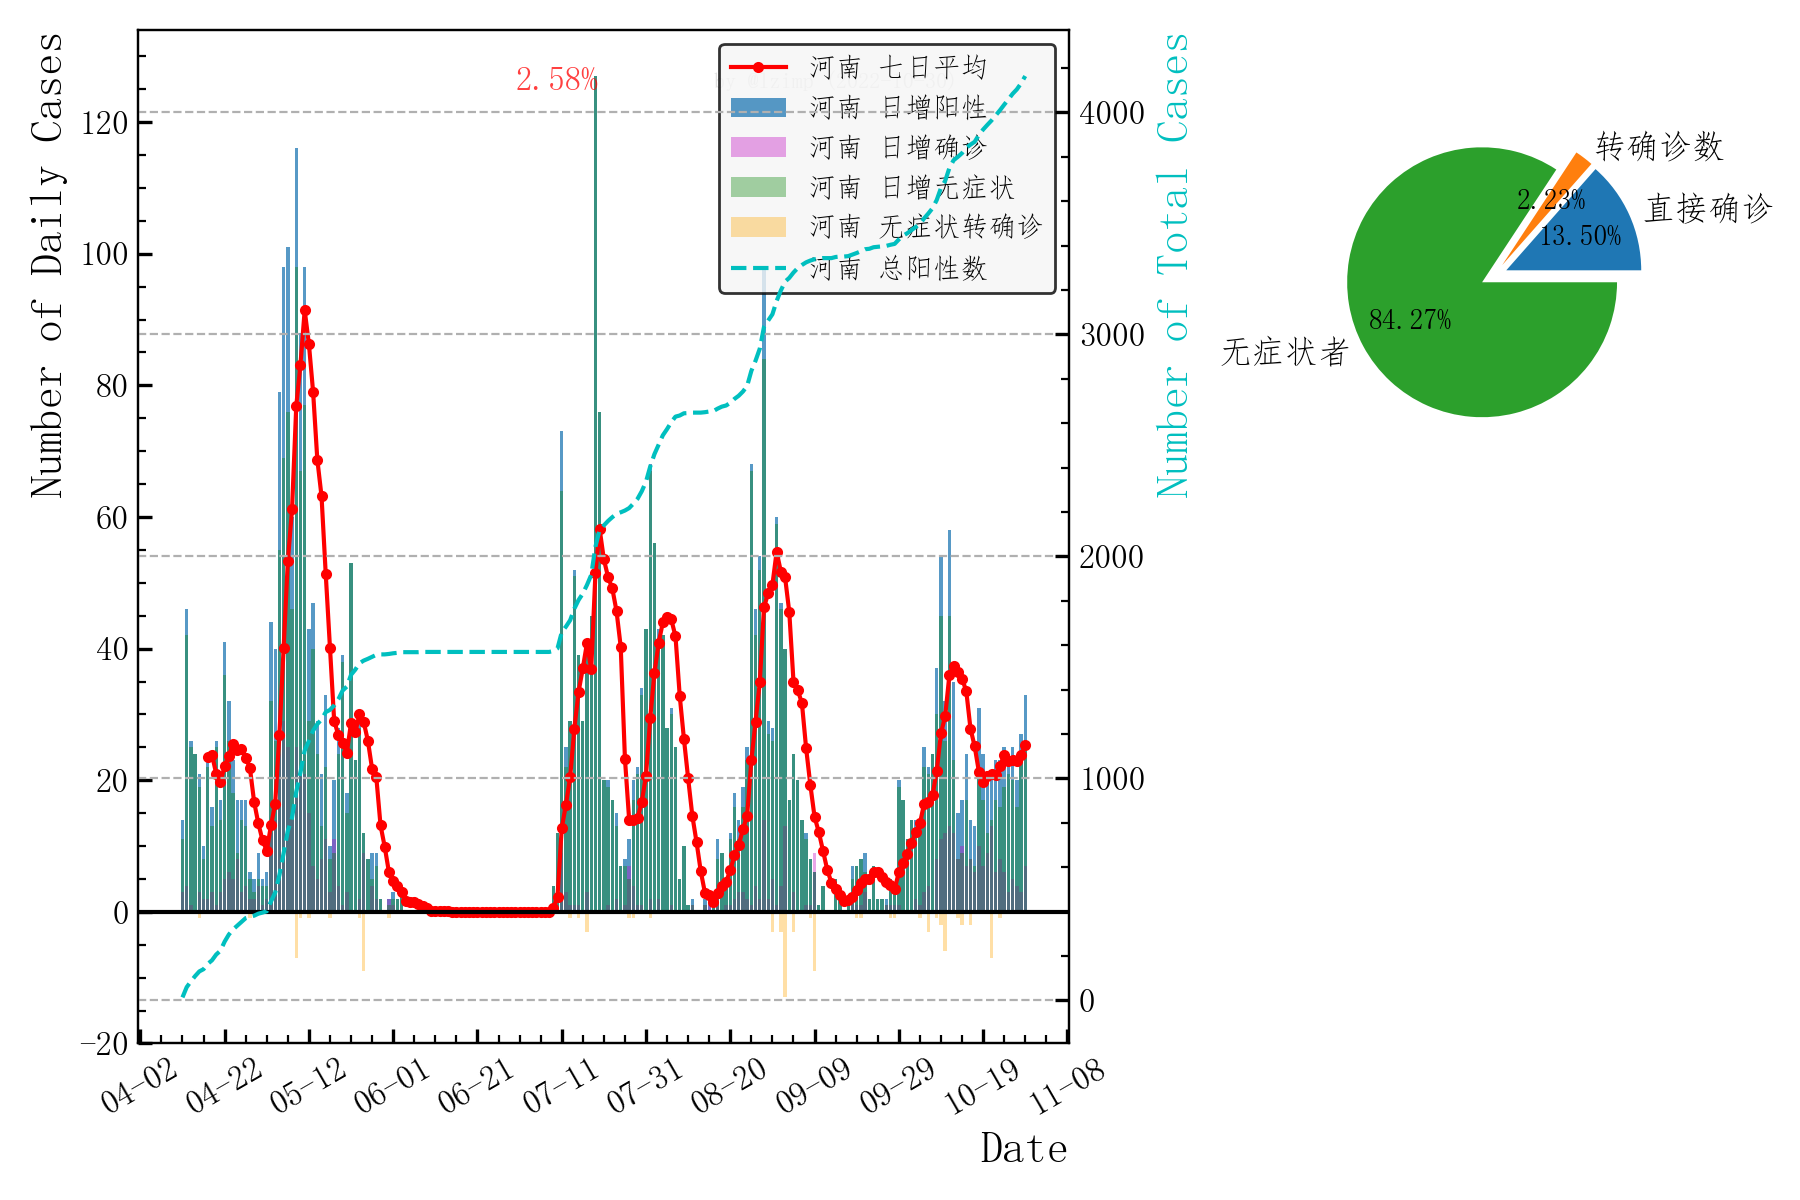 Number of Daily Cases
120
100
80
60
40
20
0
−20
2.58%
河南 七日平均
河南 日增阳性
河南 日增确诊
河南 日增无症状
河南 无症状转确诊
河南 总阳性数
4000
3000
2000
1000
0
Number of Total Cases
04-02
04-22
05-12
06-01
06-21
07-11
07-31
08-20
09-09
09-29
10-19
11-08
Date
转确诊数
2.23%
直接确诊
13.50%
84.27%
无症状者